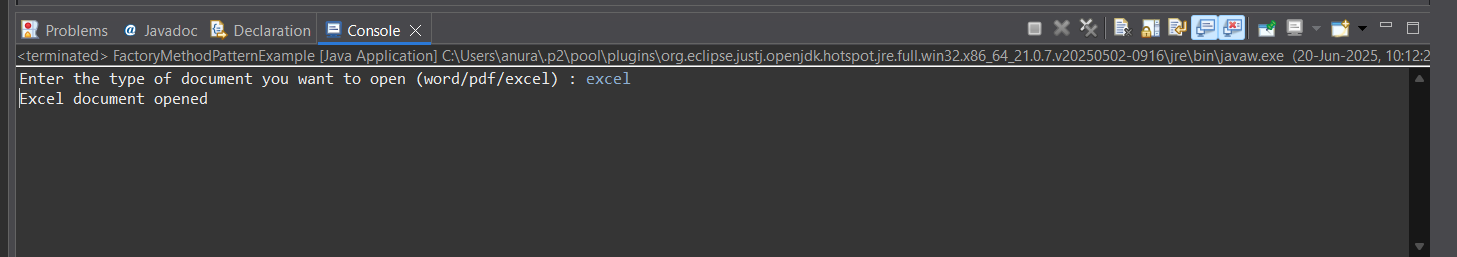 Problems @ Javadoc Declaration Console
<terminated> FactoryMethodPatternExample [Java Application] C:\Users\anura\.p2\pool\plugins\org.eclipse.justj.openjdk.hotspot.jre.full.win32.x86_64_21.0.7.v20250502-0916\jre\bin\javaw.exe (20-Jun-2025, 10:12:2
Enter the type of document you want to open (word/pdf/excel) : excel
Excel document opened